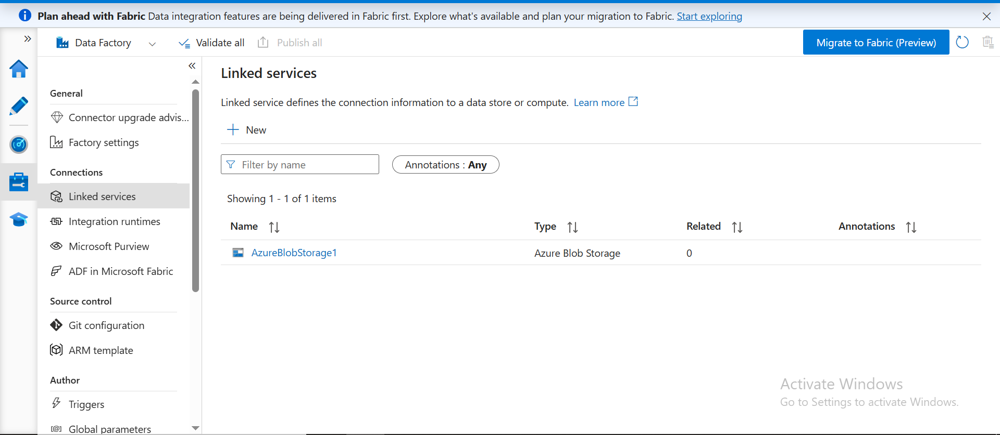 Plan ahead with Fabric Data integration features are being delivered in Fabric first. Explore what's available and plan your migration to Fabric. Start exploring
Data Factory
Validate all
Publish all
Migrate to Fabric (Preview)
General
Connector upgrade advis...
Factory settings
Connections
Linked services
Integration runtimes
Microsoft Purview
ADF in Microsoft Fabric
Source control
Git configuration
ARM template
Author
Triggers
Global parameters
Linked services
Linked service defines the connection information to a data store or compute. Learn more
New
Filter by name
Annotations : Any
Showing 1 - 1 of 1 items
Name Type Related Annotations
AzureBlobStorage1 Azure Blob Storage 0
Activate Windows
Go to Settings to activate Windows.